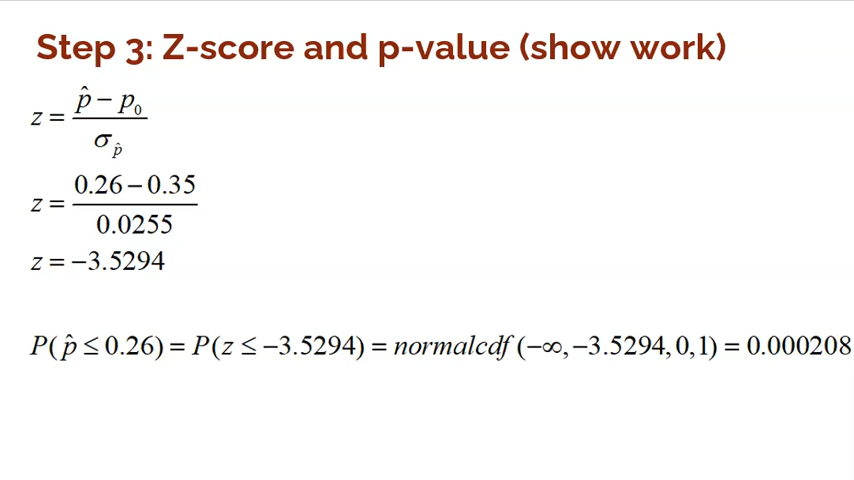 Step 3: Z-score and p-value (show work)
z = (p̂ − p₀) / σ_p̂
z = (0.26 − 0.35) / 0.0255
z = −3.5294
P(p̂ ≤ 0.26) = P(z ≤ −3.5294) = normalcdf (−∞, −3.5294, 0, 1) = 0.000208